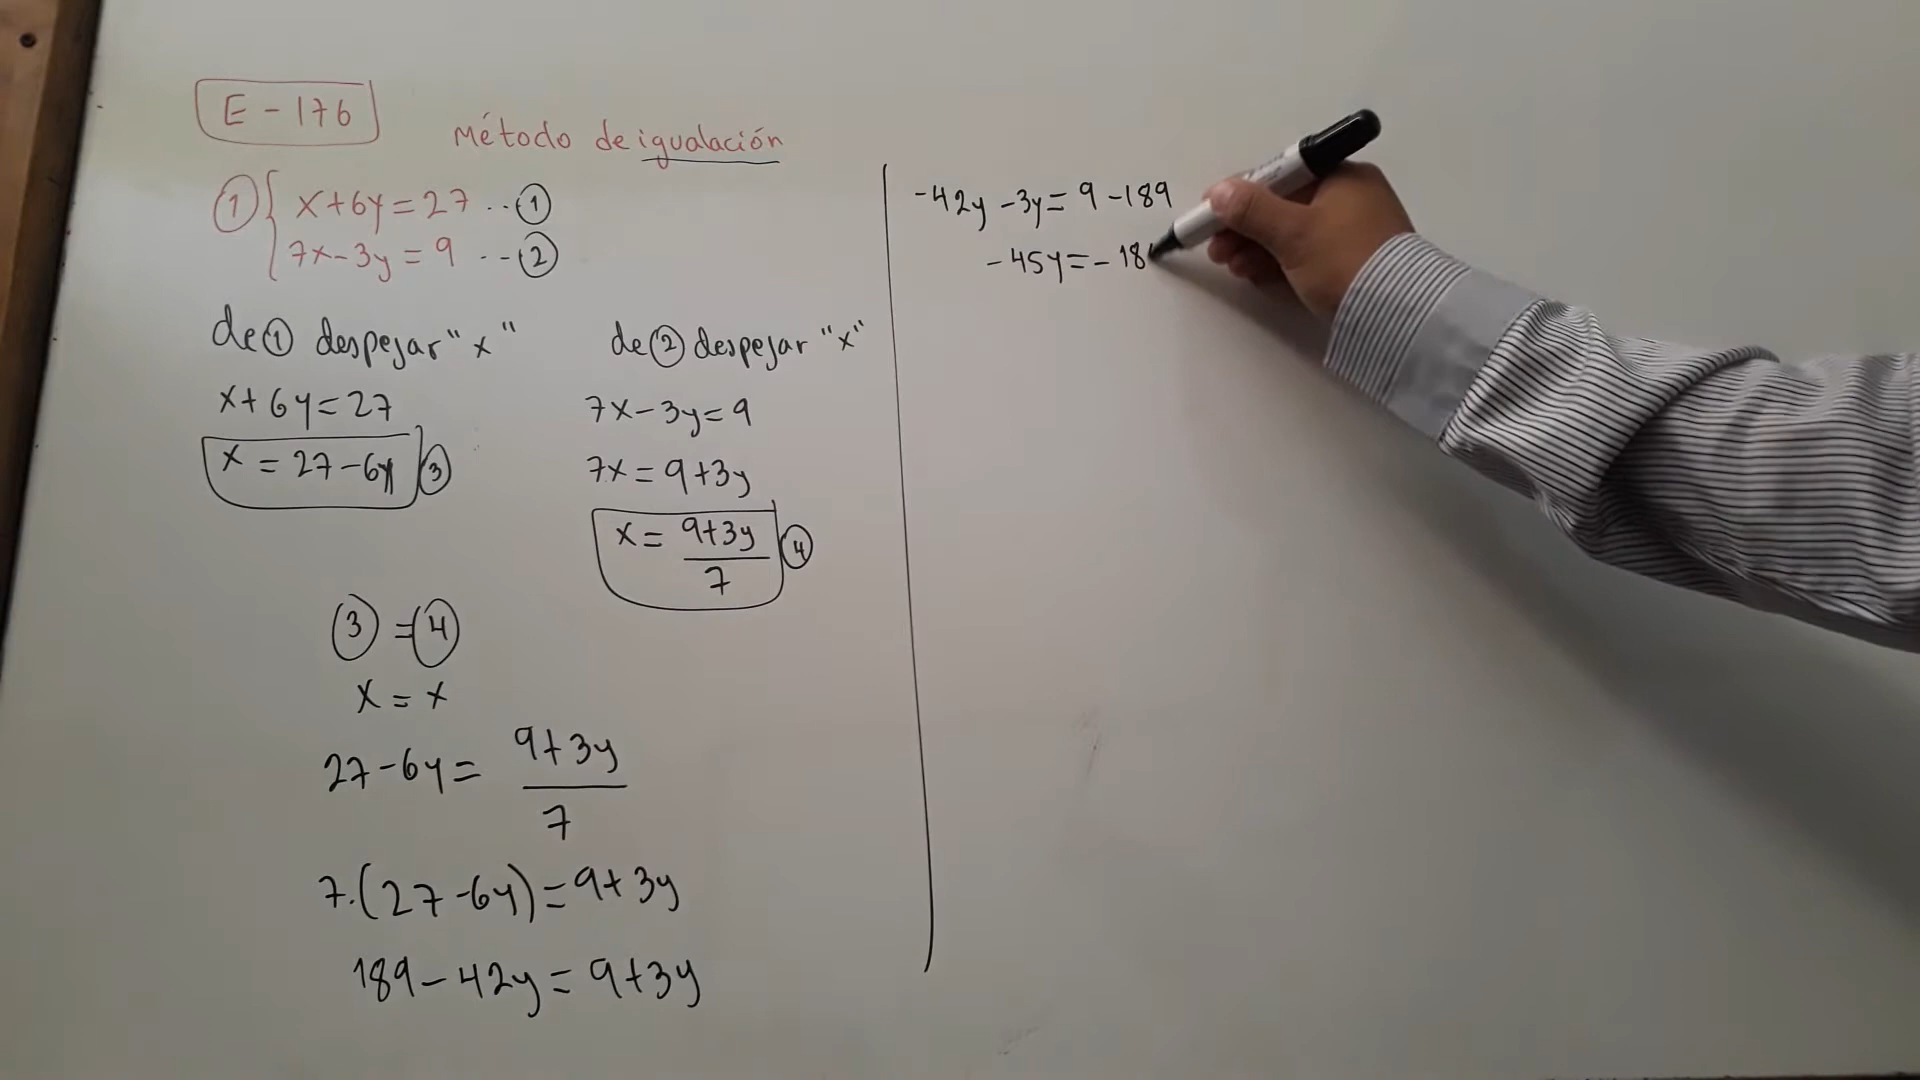 E - 176
Método de igualación
① { x + 6y = 27 ...①
7x - 3y = 9 ...②
de ① despejar "x"
x + 6y = 27
x = 27 - 6y ③
de ② despejar "x"
7x - 3y = 9
7x = 9 + 3y
x = 9 + 3y
7 ④
③ = ④
x = x
27 - 6y = 9 + 3y
7
7.(27 - 6y) = 9 + 3y
189 - 42y = 9 + 3y
-42y - 3y = 9 - 189
-45y = - 18